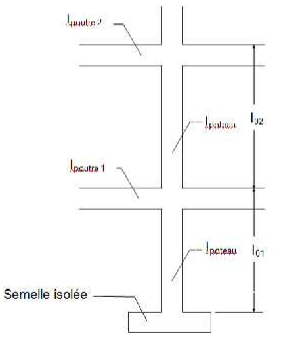 Ipoutre 2
Ipoteau
l02
Ipoutre 1
Ipoteau
l01
Semelle isolée